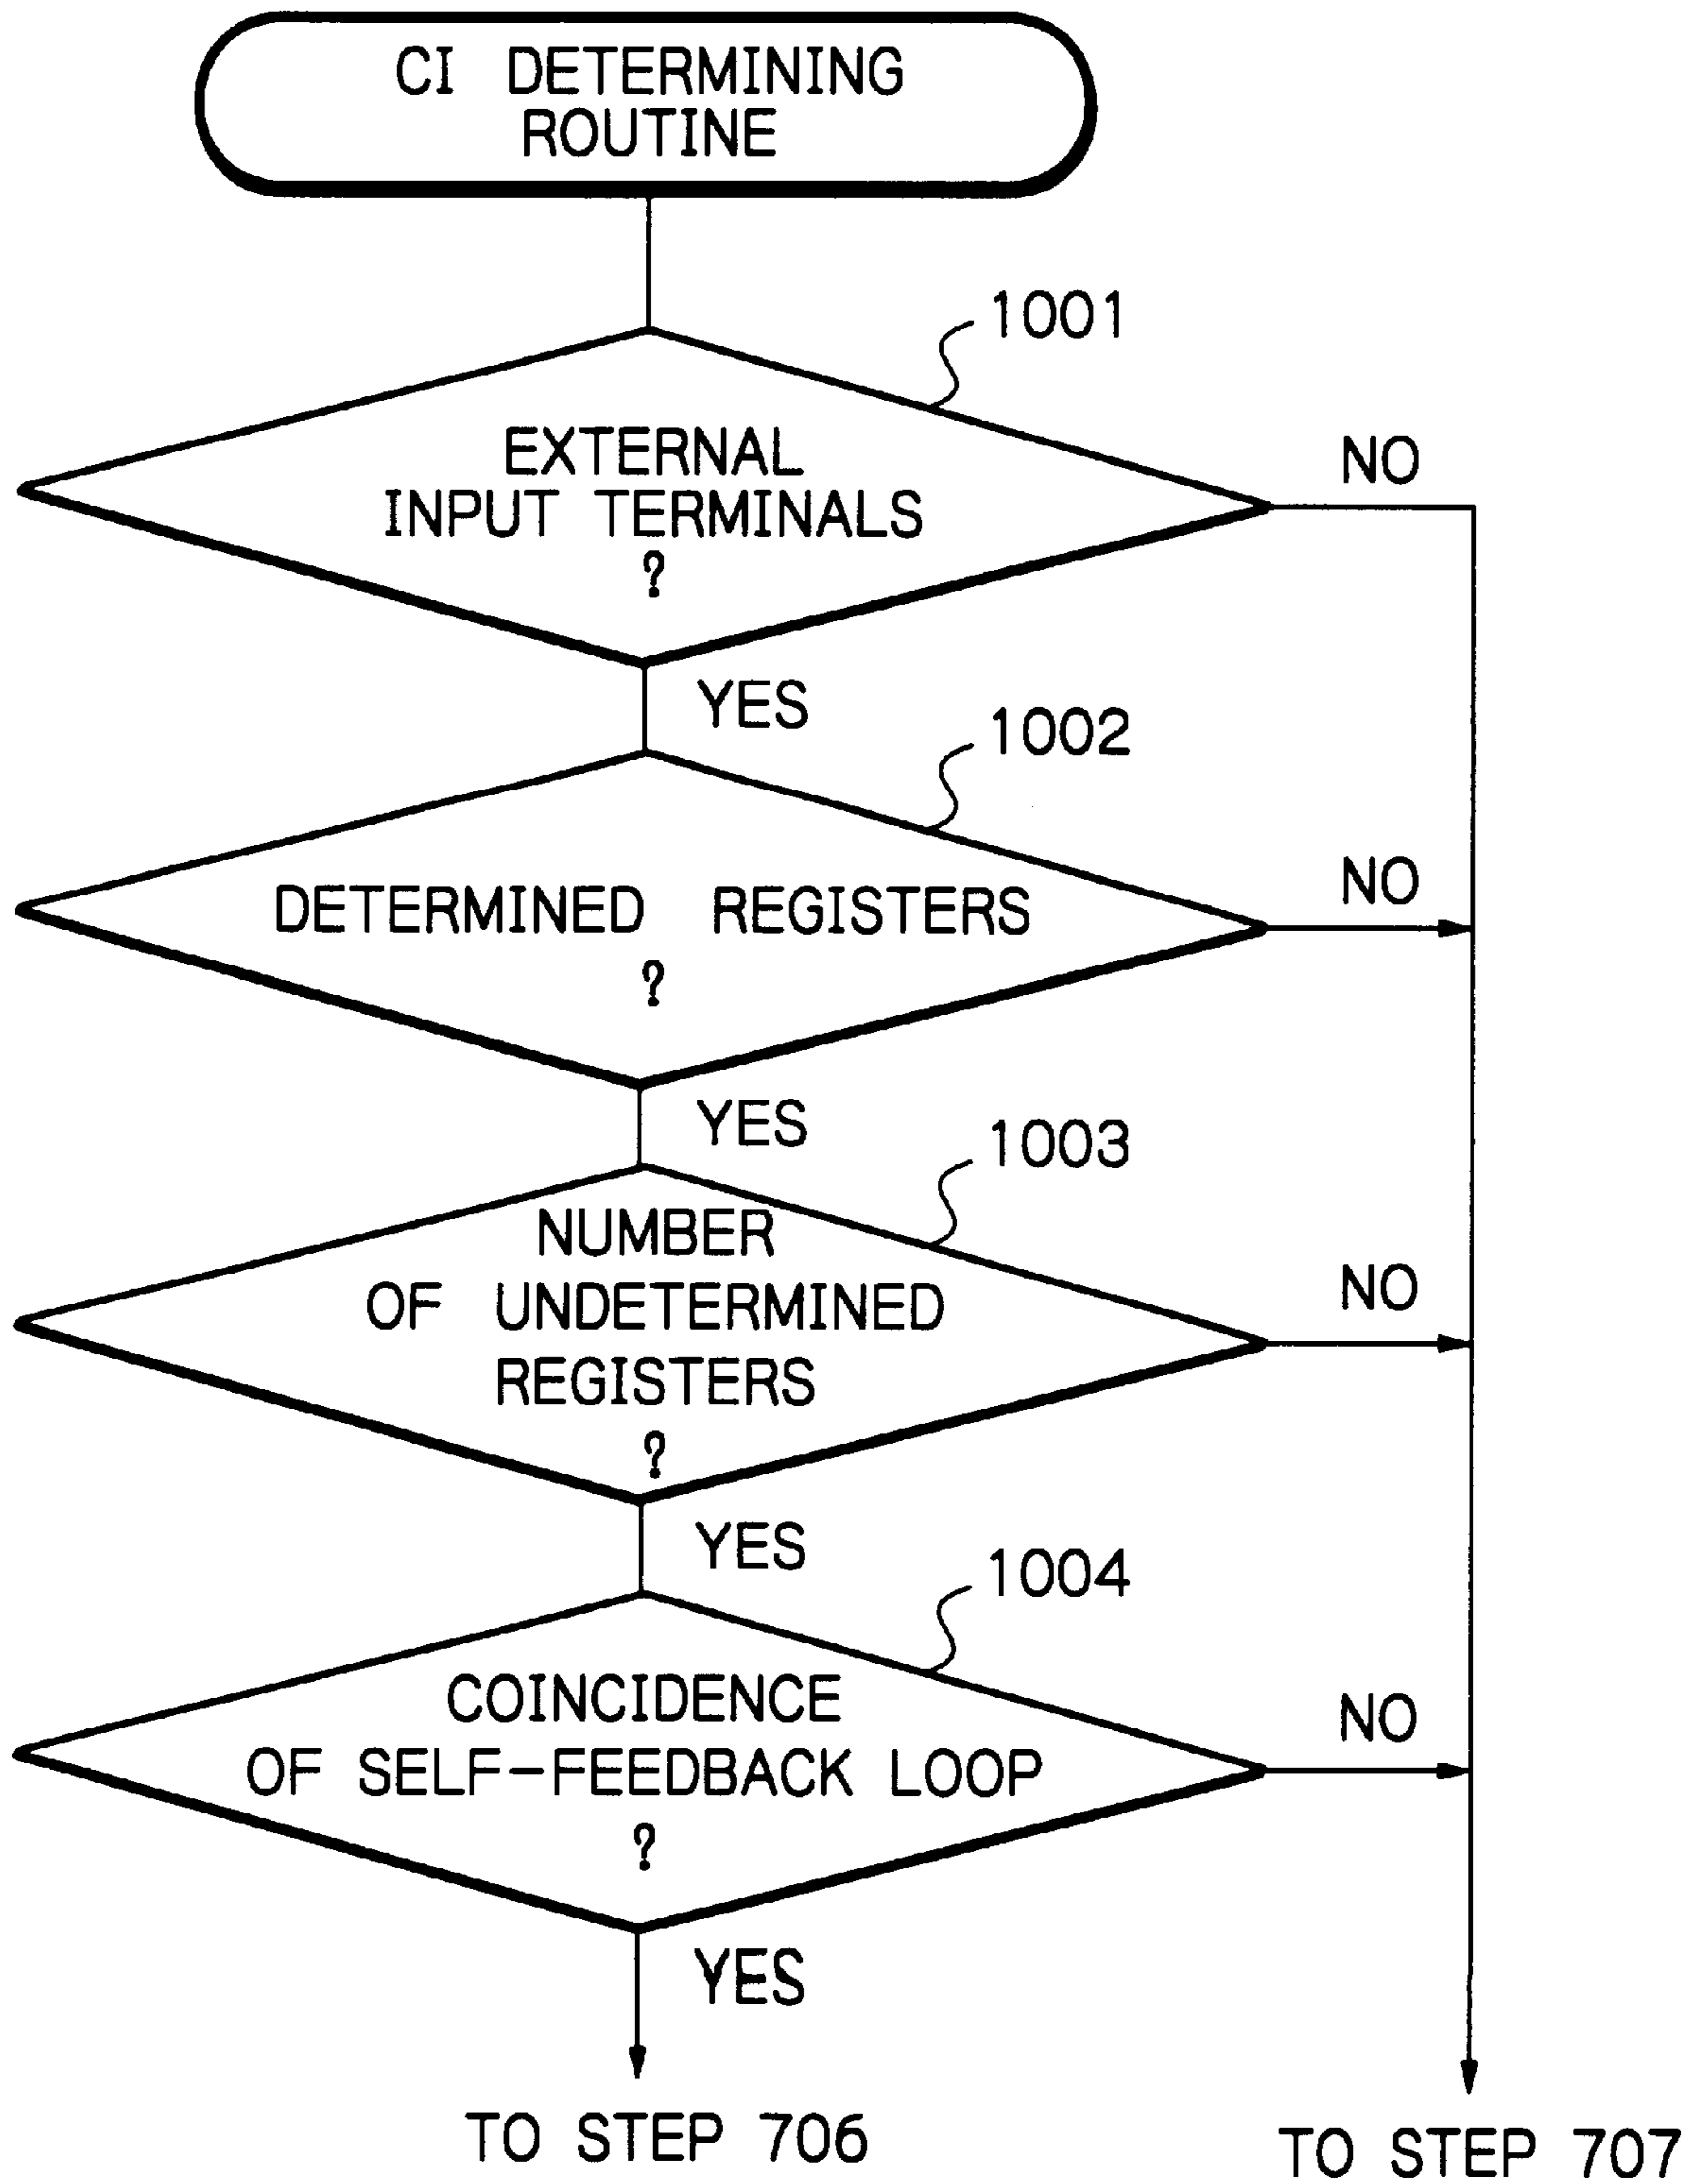 CI DETERMINING
ROUTINE
1001
EXTERNAL
INPUT TERMINALS
?
NO
YES
1002
DETERMINED REGISTERS
?
NO
YES
1003
NUMBER
OF UNDETERMINED
REGISTERS
?
NO
YES
1004
COINCIDENCE
OF SELF-FEEDBACK LOOP
?
NO
YES
TO STEP 706
TO STEP 707